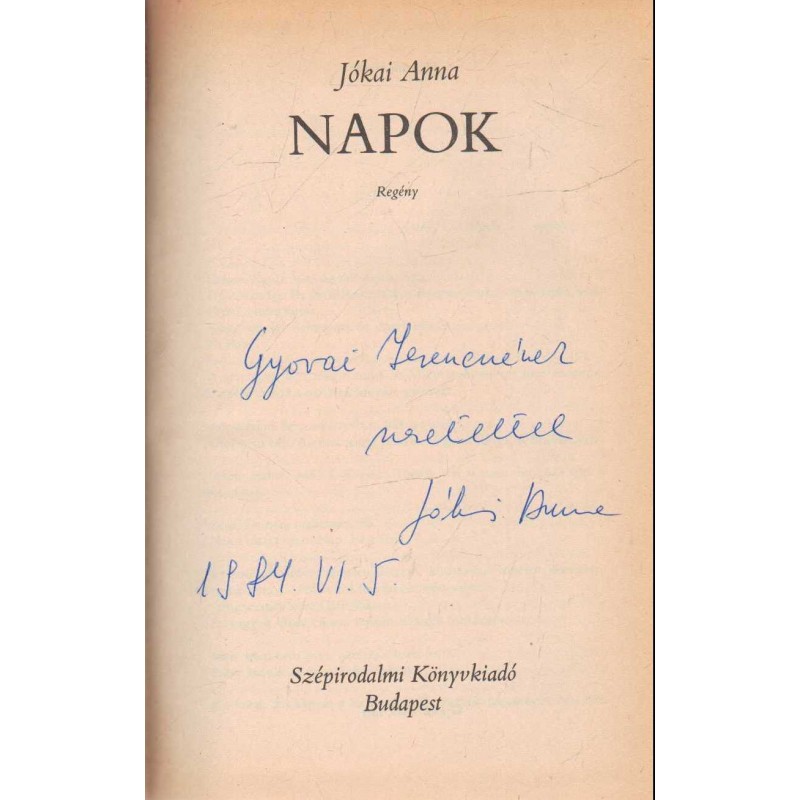 Jókai Anna
NAPOK
Regény
Gyovai Ferencnének
szeretettel
Jókai Anna
1984. VI. 5.
Szépirodalmi Könyvkiadó
Budapest